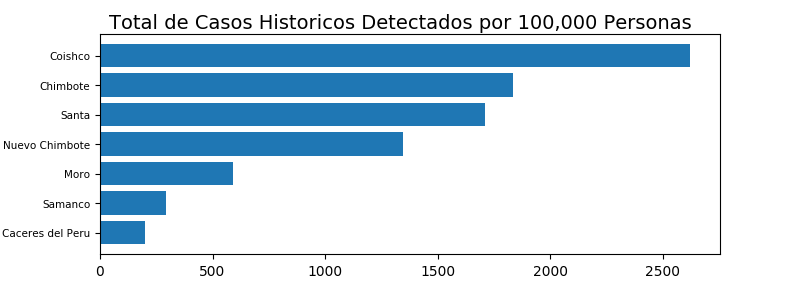 Total de Casos Historicos Detectados por 100,000 Personas
Coishco
Chimbote
Santa
Nuevo Chimbote
Moro
Samanco
Caceres del Peru
0 500 1000 1500 2000 2500